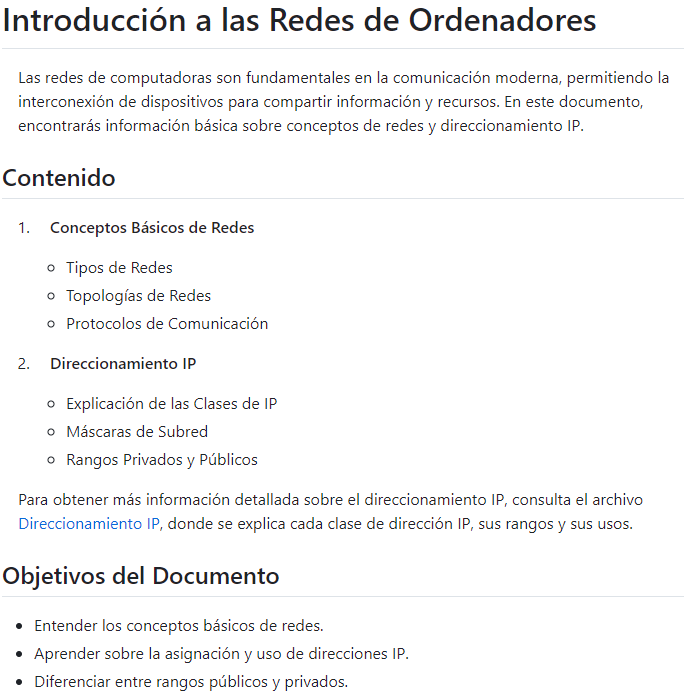 Introducción a las Redes de Ordenadores
Las redes de computadoras son fundamentales en la comunicación moderna, permitiendo la
interconexión de dispositivos para compartir información y recursos. En este documento,
encontrarás información básica sobre conceptos de redes y direccionamiento IP.
Contenido
1. Conceptos Básicos de Redes
Tipos de Redes
Topologías de Redes
Protocolos de Comunicación
2. Direccionamiento IP
Explicación de las Clases de IP
Máscaras de Subred
Rangos Privados y Públicos
Para obtener más información detallada sobre el direccionamiento IP, consulta el archivo
Direccionamiento IP, donde se explica cada clase de dirección IP, sus rangos y sus usos.
Objetivos del Documento
Entender los conceptos básicos de redes.
Aprender sobre la asignación y uso de direcciones IP.
Diferenciar entre rangos públicos y privados.